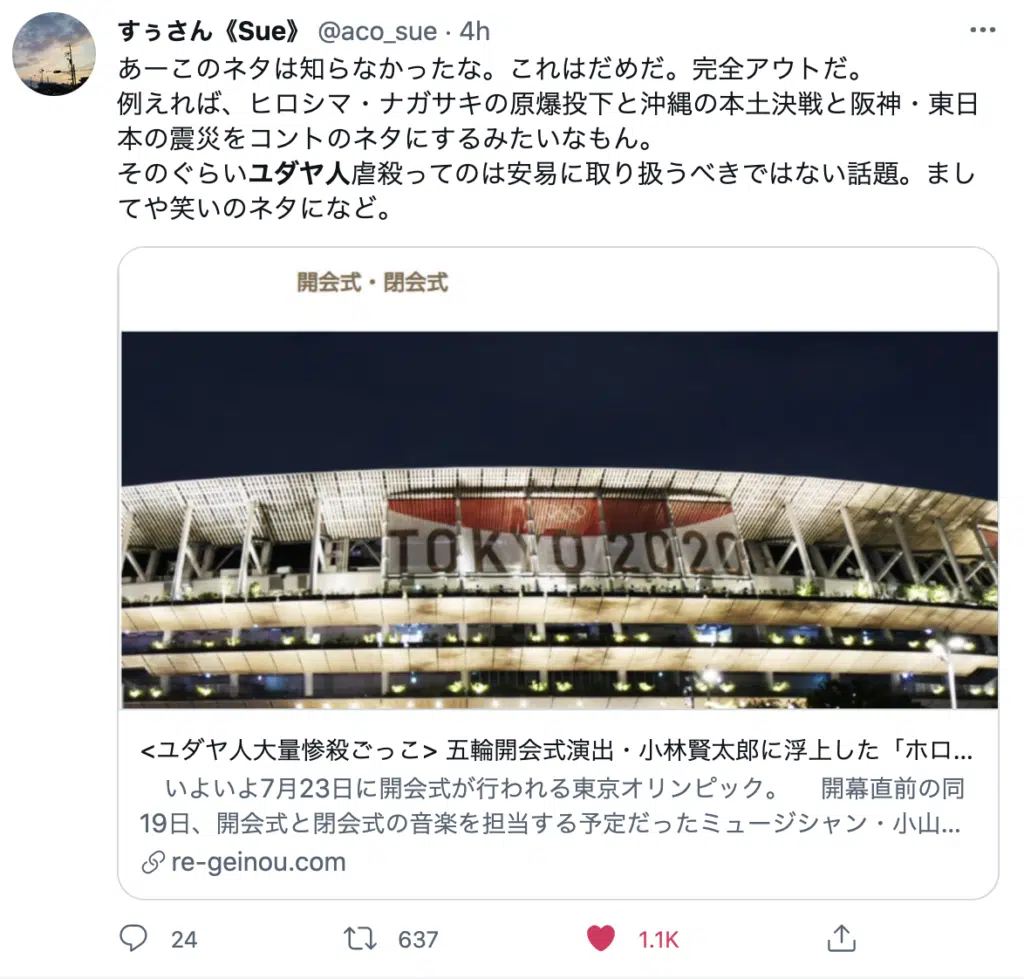 すぅさん《Sue》 @aco_sue · 4h
あーこのネタは知らなかったな。これはだめだ。完全アウトだ。
例えれば、ヒロシマ・ナガサキの原爆投下と沖縄の本土決戦と阪神・東日
本の震災をコントのネタにするみたいなもん。
そのぐらいユダヤ人虐殺ってのは安易に取り扱うべきではない話題。まし
てや笑いのネタになど。
開会式・閉会式
TOKYO 2020
<ユダヤ人大量惨殺ごっこ> 五輪開会式演出・小林賢太郎に浮上した「ホロ...
いよいよ7月23日に開会式が行われる東京オリンピック。 開幕直前の同
19日、開会式と閉会式の音楽を担当する予定だったミュージシャン・小山...
re-geinou.com
24 637 1.1K